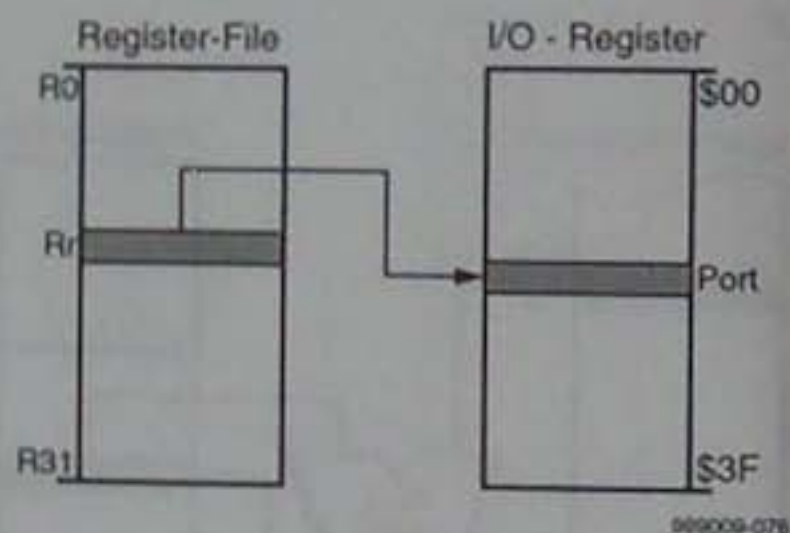 Register-File
I/O - Register
R0
$00
Rr
Port
R31
$3F